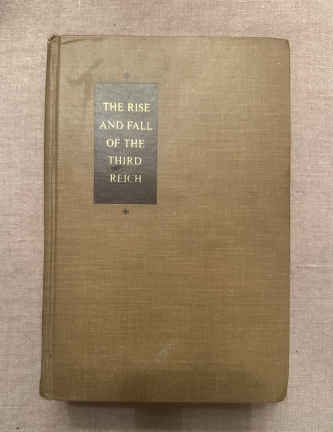 THE RISE
AND FALL
OF THE
THIRD
REICH
*